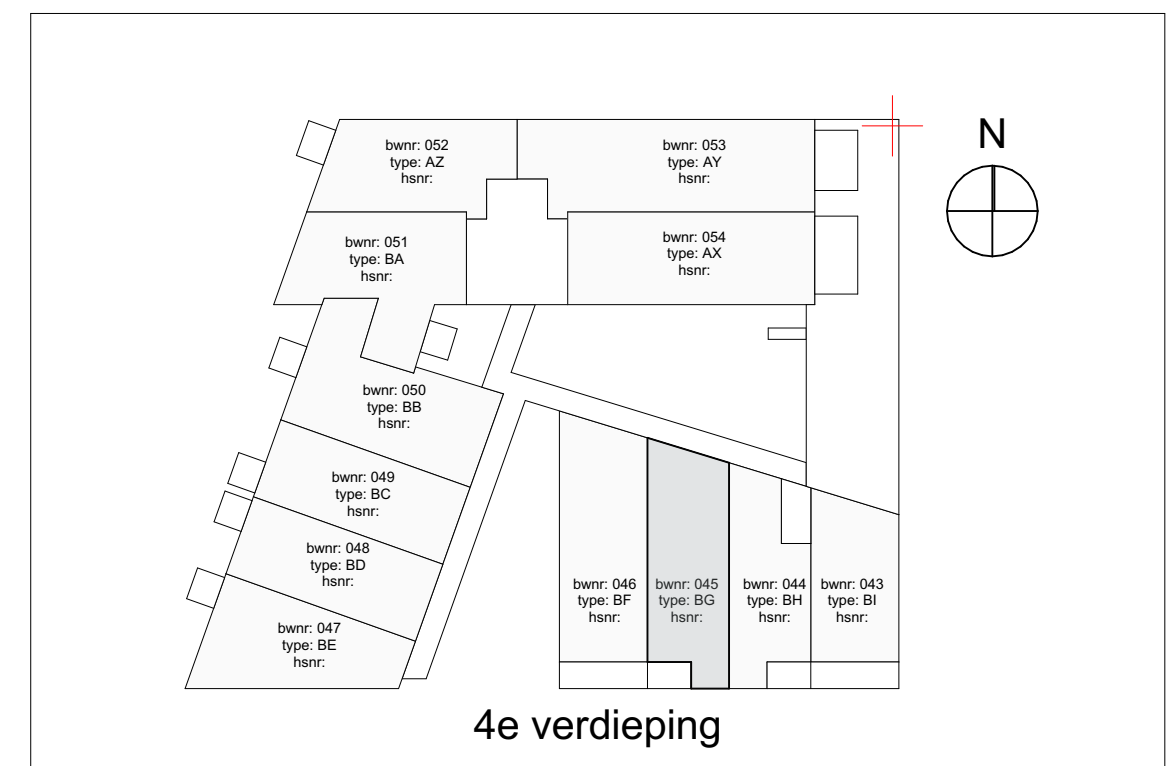 bwnr: 052
type: AZ
hsnr:
bwnr: 053
type: AY
hsnr:
N
bwnr: 051
type: BA
hsnr:
bwnr: 054
type: AX
hsnr:
bwnr: 050
type: BB
hsnr:
bwnr: 049
type: BC
hsnr:
bwnr: 048
type: BD
hsnr:
bwnr: 047
type: BE
hsnr:
bwnr: 046
type: BF
hsnr:
bwnr: 045
type: BG
hsnr:
bwnr: 044
type: BH
hsnr:
bwnr: 043
type: BI
hsnr:
4e verdieping